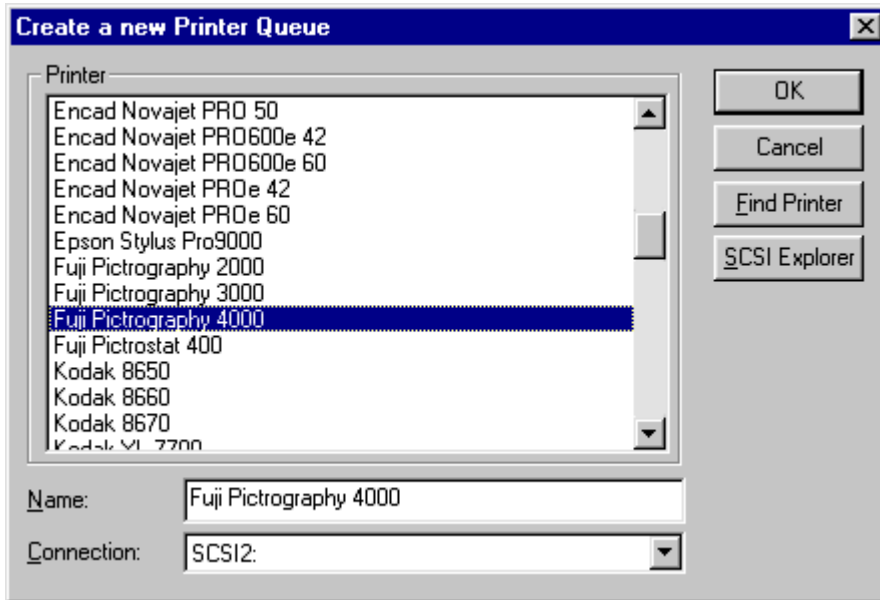 Create a new Printer Queue
Printer
Encad Novajet PRO 50
Encad Novajet PRO600e 42
Encad Novajet PRO600e 60
Encad Novajet PROe 42
Encad Novajet PROe 60
Epson Stylus Pro9000
Fuji Pictrography 2000
Fuji Pictrography 3000
Fuji Pictrography 4000
Fuji Pictrostat 400
Kodak 8650
Kodak 8660
Kodak 8670
Kodak XL 7700
OK
Cancel
Find Printer
SCSI Explorer
Name: Fuji Pictrography 4000
Connection: SCSI2: